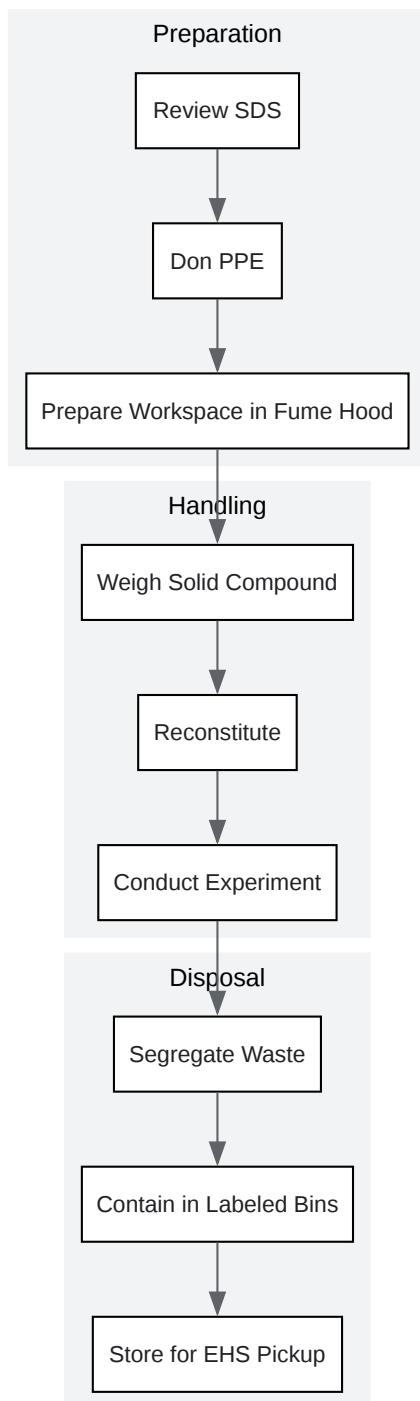 Preparation
Review SDS
Don PPE
Prepare Workspace in Fume Hood
Handling
Weigh Solid Compound
Reconstitute
Conduct Experiment
Disposal
Segregate Waste
Contain in Labeled Bins
Store for EHS Pickup